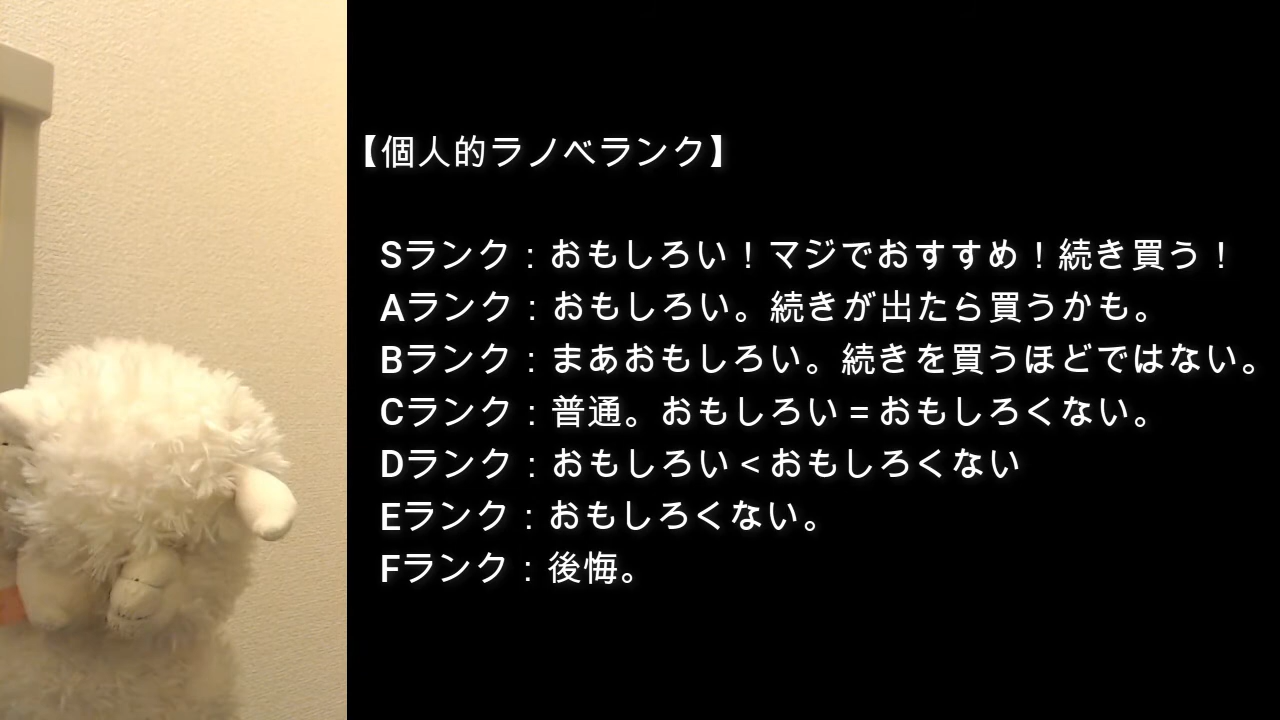 【個人的ラノベランク】
Sランク：おもしろい！マジでおすすめ！続き買う！
Aランク：おもしろい。続きが出たら買うかも。
Bランク：まあおもしろい。続きを買うほどではない。
Cランク：普通。おもしろい＝おもしろくない。
Dランク：おもしろい＜おもしろくない
Eランク：おもしろくない。
Fランク：後悔。